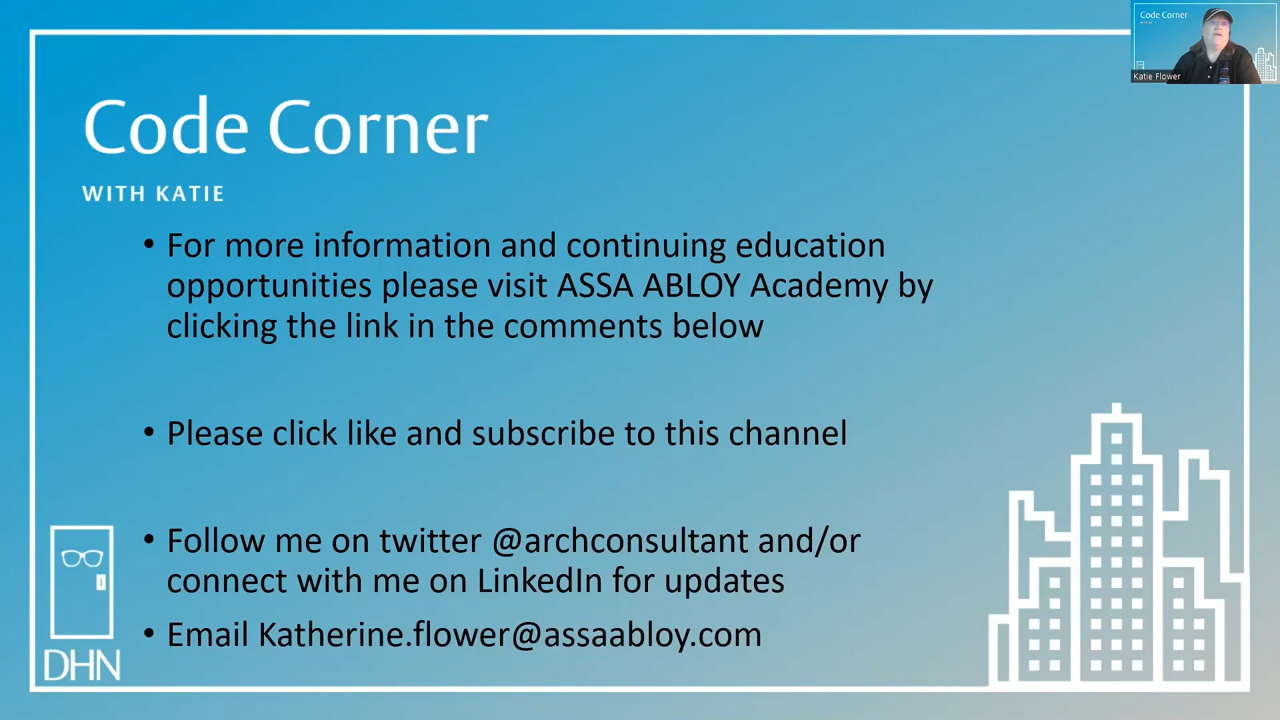 Code Corner
WITH KATIE
• For more information and continuing education
opportunities please visit ASSA ABLOY Academy by
clicking the link in the comments below
• Please click like and subscribe to this channel
• Follow me on twitter @archconsultant and/or
connect with me on LinkedIn for updates
• Email Katherine.flower@assaabloy.com
DHN
Code Corner
Katie Flower